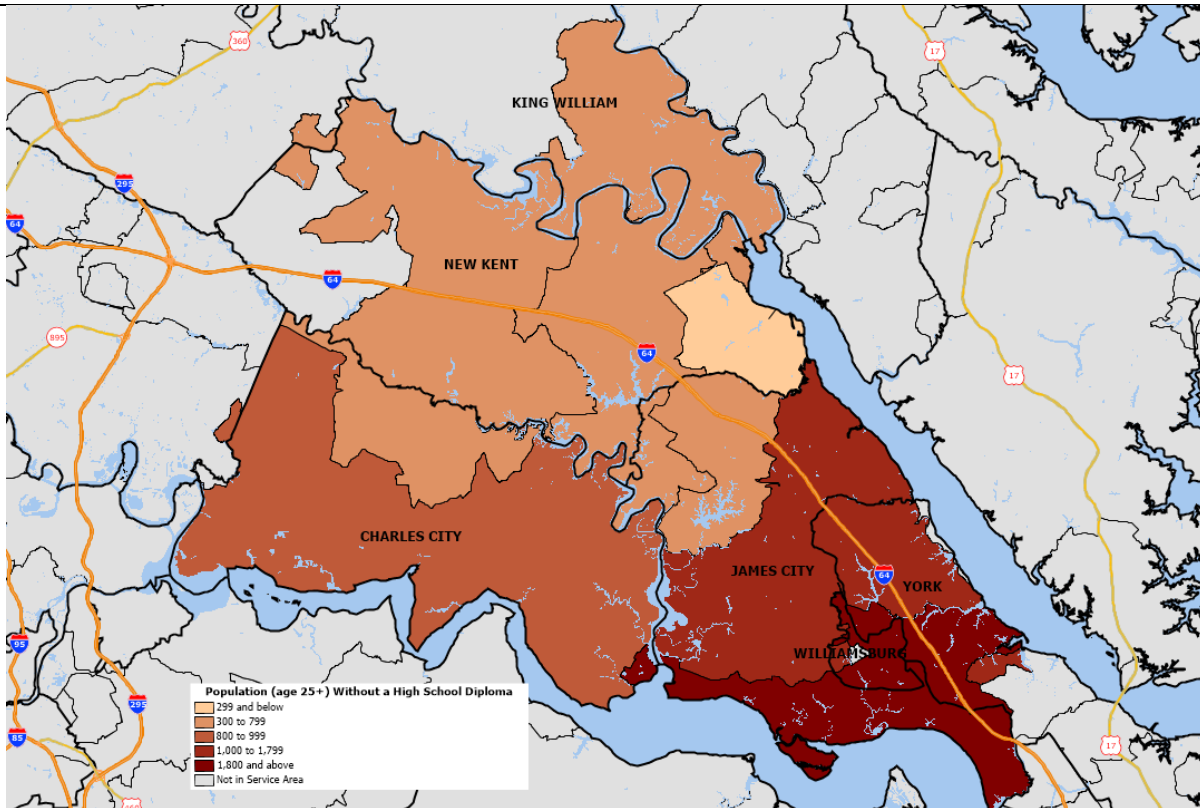 360
17
KING WILLIAM
295
64
NEW KENT
64
895
64
17
CHARLES CITY
JAMES CITY
64
YORK
95
WILLIAMSBURG
Population (age 25+) Without a High School Diploma
299 and below
300 to 799
800 to 999
1,000 to 1,799
1,800 and above
Not in Service Area
295
85
17